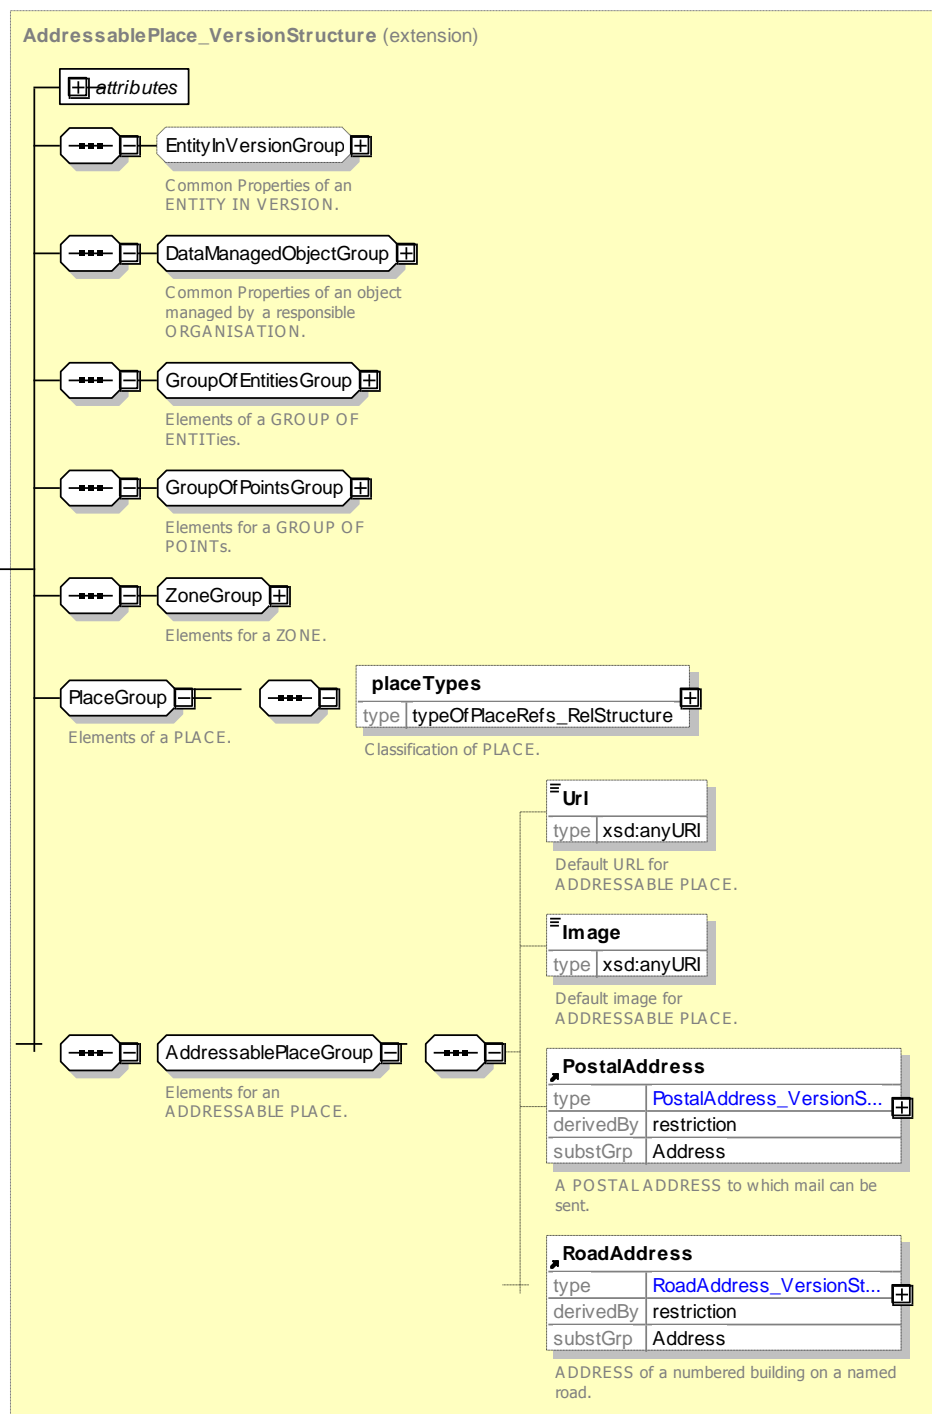 AddressablePlace_VersionStructure (extension)
attributes
EntityInVersionGroup
Common Properties of an
ENTITY IN VERSION.
DataManagedObjectGroup
Common Properties of an object
managed by a responsible
ORGANISATION.
GroupOfEntitiesGroup
Elements of a GROUP OF
ENTITies.
GroupOfPointsGroup
Elements for a GROUP OF
POINTs.
ZoneGroup
Elements for a ZONE.
PlaceGroup
Elements of a PLACE.
placeTypes
type typeOfPlaceRefs_RelStructure
Classification of PLACE.
Url
type xsd:anyURI
Default URL for
ADDRESSABLE PLACE.
Image
type xsd:anyURI
Default image for
ADDRESSABLE PLACE.
AddressablePlaceGroup
Elements for an
ADDRESSABLE PLACE.
PostalAddress
type PostalAddress_VersionS...
derivedBy restriction
substGrp Address
A POSTAL ADDRESS to which mail can be
sent.
RoadAddress
type RoadAddress_VersionSt...
derivedBy restriction
substGrp Address
ADDRESS of a numbered building on a named
road.